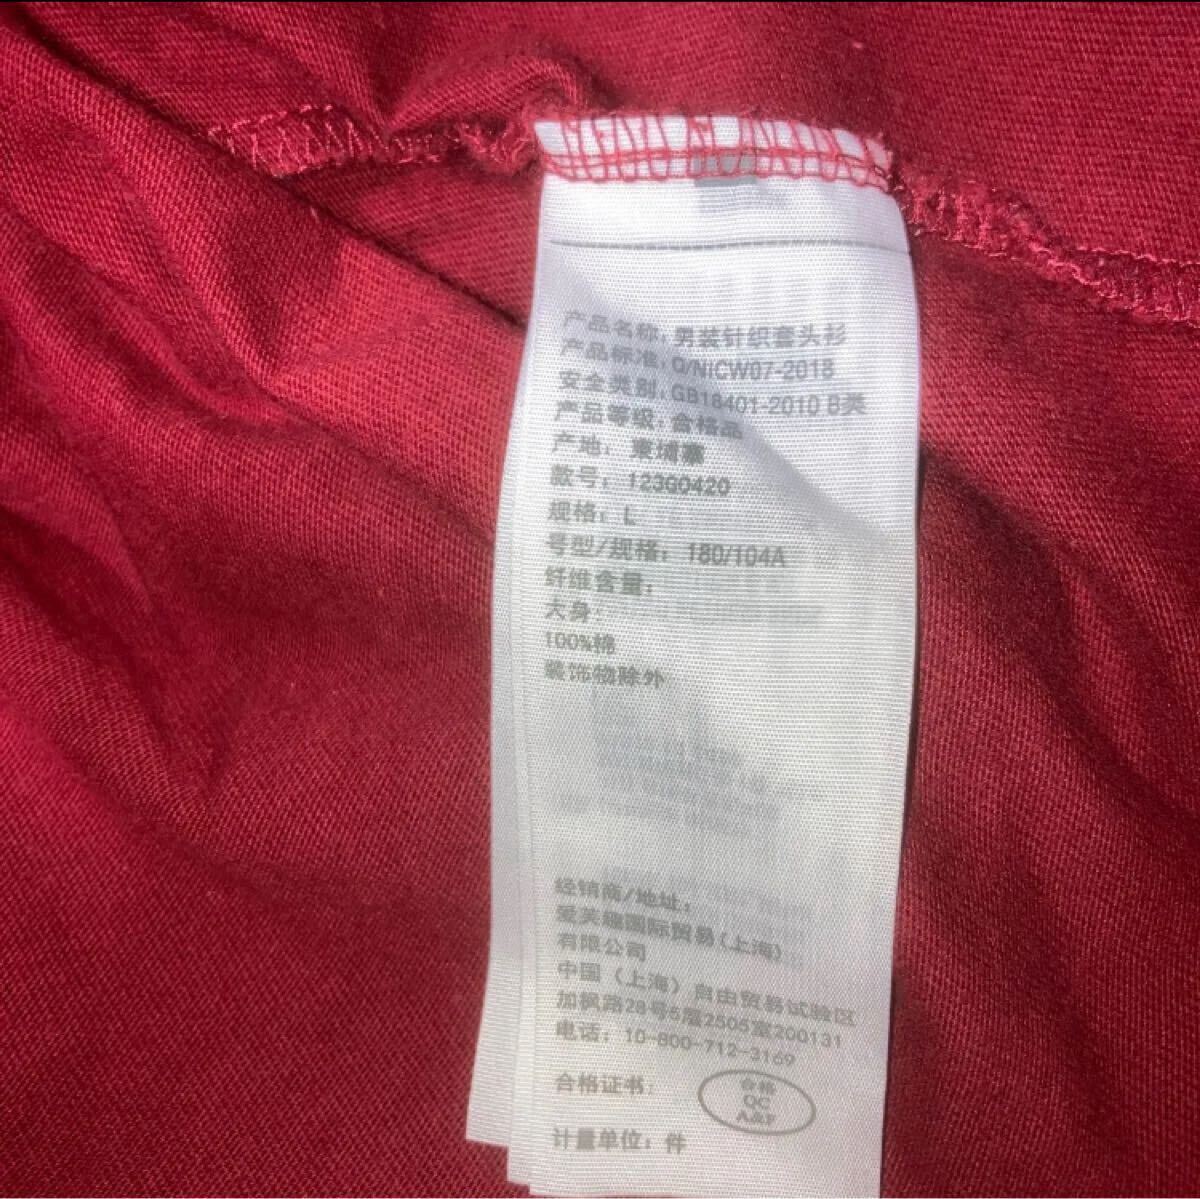 产品名称: 男装针织套头衫
产品标准: Q/NICW07-2018
安全类别: GB18401-2010 B类
产品等级: 合格品
产地: 柬埔寨
款号: 123G0420
规格: L
号型/规格: 180/104A
纤维含量:
大身:
100%棉
装饰物除外
经销商/地址:
爱芙趣国际贸易(上海)
有限公司
中国 (上海) 自由贸易试验区
加枫路28号5层2505室200131
电话: 10-800-712-3169
合格证书:
合格
QC
A&F
计量单位: 件